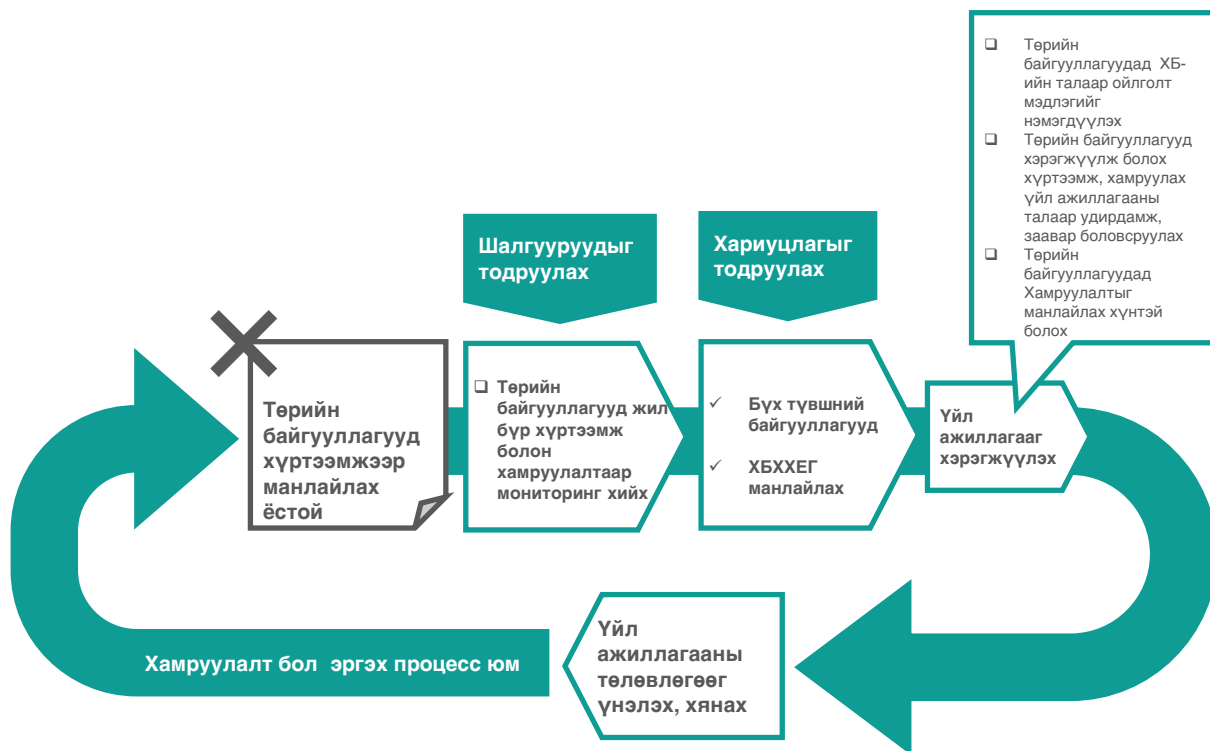 ❑ Төрийн
байгууллагуудад ХБ-
ийн талаар ойлголт
мэдлэгийг
нэмэгдүүлэх
❑ Төрийн байгууллагууд
хэрэгжүүлж болох
хүртээмж, хамруулах
үйл ажиллагааны
талаар удирдамж,
заавар боловсруулах
❑ Төрийн
байгууллагуудад
Хамруулалтыг
манлайлах хүнтэй
болох
Шалгууруудыг
тодруулах
Хариуцлагыг
тодруулах
Төрийн
байгууллагууд
хүртээмжээр
манлайлах
ёстой
❑ Төрийн
байгууллагууд жил
бүр хүртээмж
болон
хамруулалтаар
мониторинг хийх
✓ Бүх түвшний
байгууллагууд
✓ ХБХХЕГ
манлайлах
Үйл
ажиллагааг
хэрэгжүүлэх
Үйл
ажиллагааны
төлөвлөгөөг
үнэлэх, хянах
Хамруулалт бол эргэх процесс юм